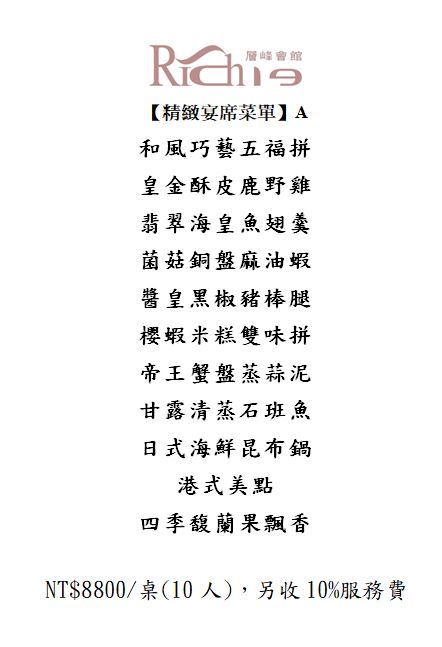 層峰會館
Rich 19
【精緻宴席菜單】A
和風巧藝五福拼
皇金酥皮鹿野雞
翡翠海皇魚翅羹
菌菇銅盤麻油蝦
醬皇黑椒豬棒腿
櫻蝦米糕雙味拼
帝王蟹盤蒸蒜泥
甘露清蒸石班魚
日式海鮮昆布鍋
港式美點
四季馥蘭果飄香
NT$8800/桌(10 人)，另收 10%服務費